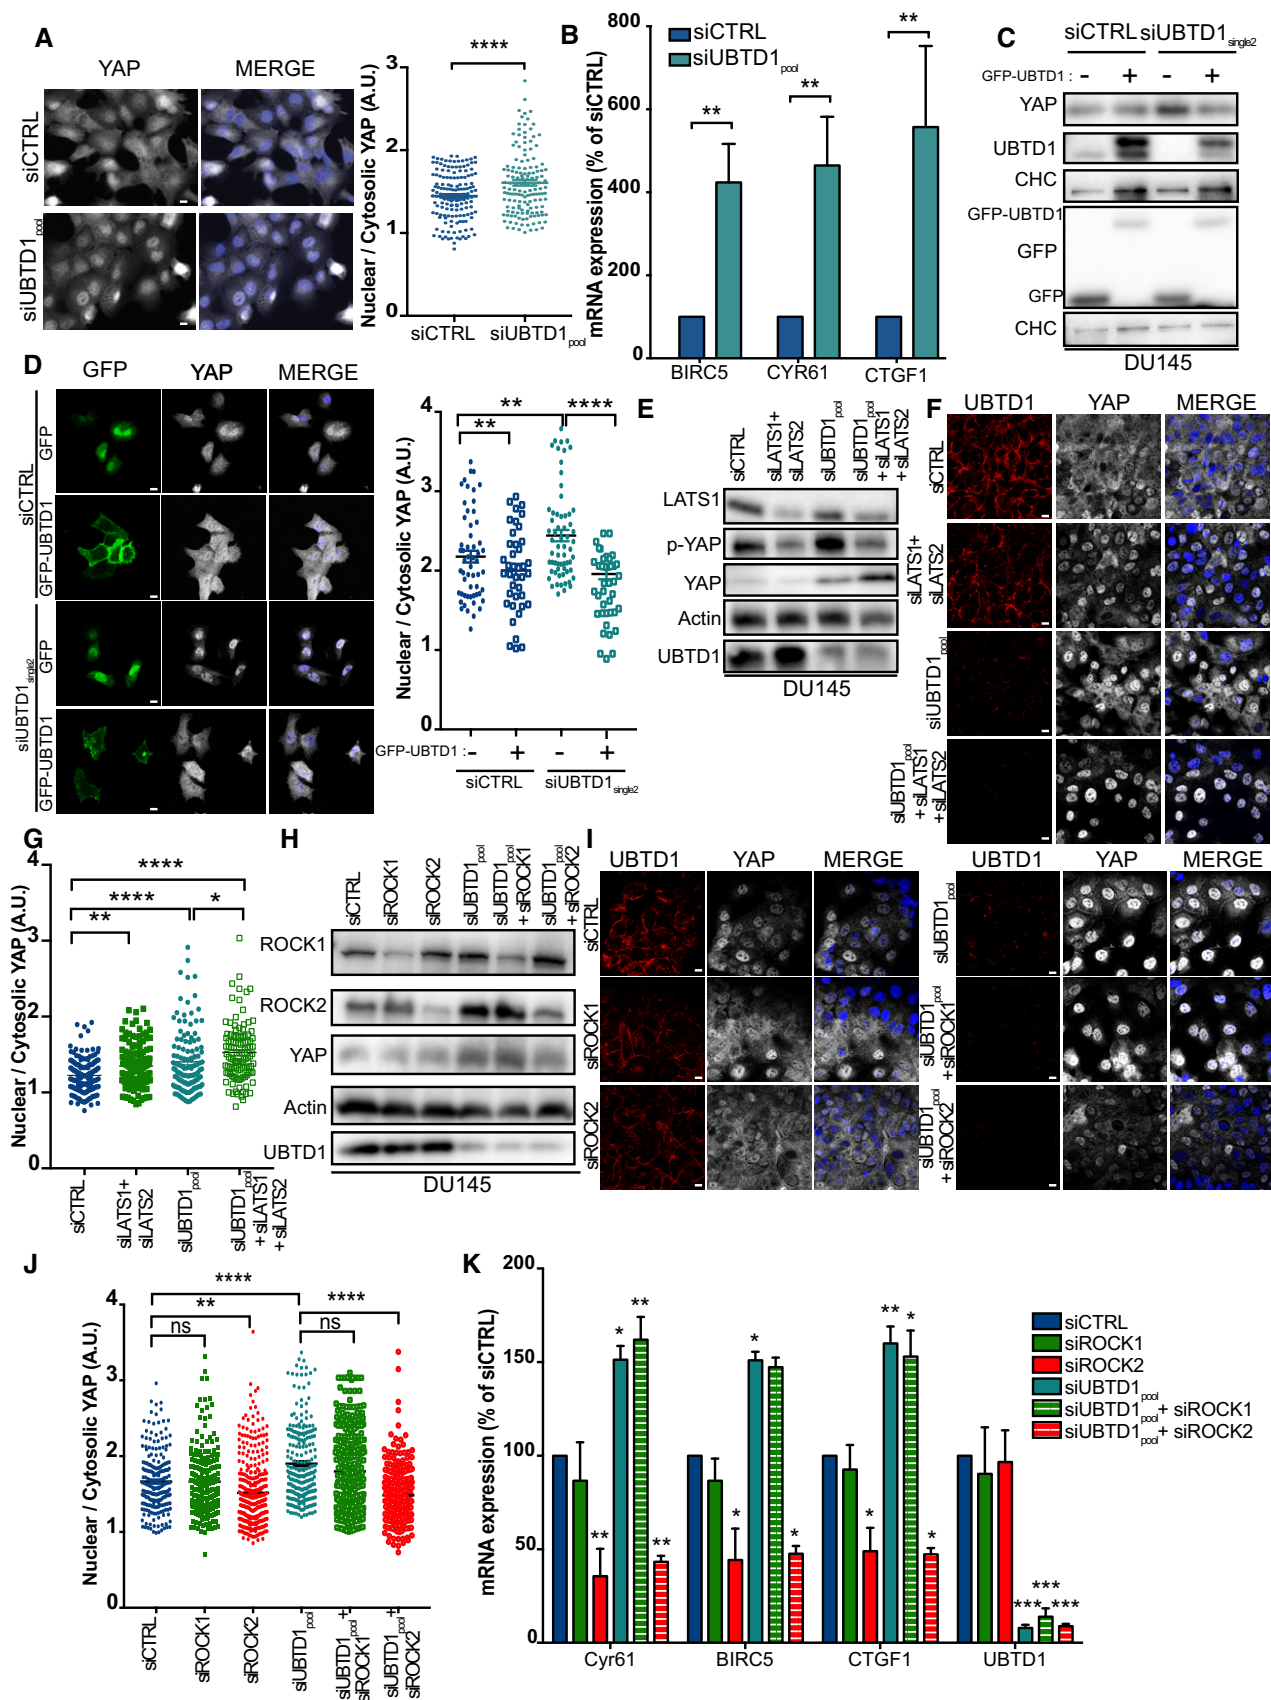 A
YAP
MERGE
siCTRL
siUBTD1pool
Nuclear / Cytosolic YAP (A.U.)
3
2
1
0
****
siCTRL
siUBTD1pool
B
mRNA expression (% of siCTRL)
800
600
400
200
0
siCTRL
siUBTD1pool
**
**
**
BIRC5
CYR61
CTGF1
C
siCTRL siUBTD1single2
GFP-UBTD1 : - + - +
YAP
UBTD1
CHC
GFP-UBTD1
GFP
GFP
CHC
DU145
D
GFP
YAP
MERGE
siCTRL
GFP
GFP-UBTD1
siUBTD1single2
GFP
GFP-UBTD1
Nuclear / Cytosolic YAP (A.U.)
4
3
2
1
0
**
**
****
GFP-UBTD1 : - + - +
siCTRL
siUBTD1single2
E
siCTRL
siLATS1+
siLATS2
siUBTD1pool
siUBTD1pool
+ siLATS1
+ siLATS2
LATS1
p-YAP
YAP
Actin
UBTD1
DU145
F
UBTD1
YAP
MERGE
siCTRL
siLATS1+
siLATS2
siUBTD1pool
siUBTD1pool
+ siLATS1
+ siLATS2
G
Nuclear / Cytosolic YAP (A.U.)
4
3
2
1
0
****
****
*
**
siCTRL
siLATS1+
siLATS2
siUBTD1pool
siUBTD1pool
+ siLATS1
+ siLATS2
H
siCTRL
siROCK1
siROCK2
siUBTD1pool
siUBTD1pool
+ siROCK1
siUBTD1pool
+ siROCK2
ROCK1
ROCK2
YAP
Actin
UBTD1
DU145
I
UBTD1
YAP
MERGE
siCTRL
siROCK1
siROCK2
UBTD1
YAP
MERGE
siUBTD1pool
siUBTD1pool
+ siROCK1
siUBTD1pool
+ siROCK2
J
Nuclear / Cytosolic YAP (A.U.)
4
3
2
1
0
****
**
****
ns
ns
siCTRL
siROCK1
siROCK2
siUBTD1pool
siUBTD1pool+
siROCK1
siUBTD1pool+
siROCK2
K
mRNA expression (% of siCTRL)
200
150
100
50
0
** * ** **
* * *
* ** * *
*** *** ***
Cyr61
BIRC5
CTGF1
UBTD1
siCTRL
siROCK1
siROCK2
siUBTD1pool
siUBTD1pool+ siROCK1
siUBTD1pool+ siROCK2